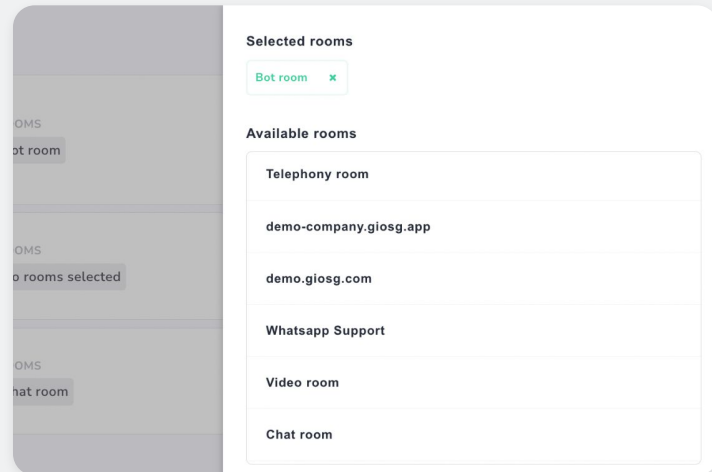 Selected rooms
Bot room ×
Available rooms
Telephony room
demo-company.giosg.app
demo.giosg.com
Whatsapp Support
Video room
Chat room
OMS
ot room
OMS
o rooms selected
OMS
hat room